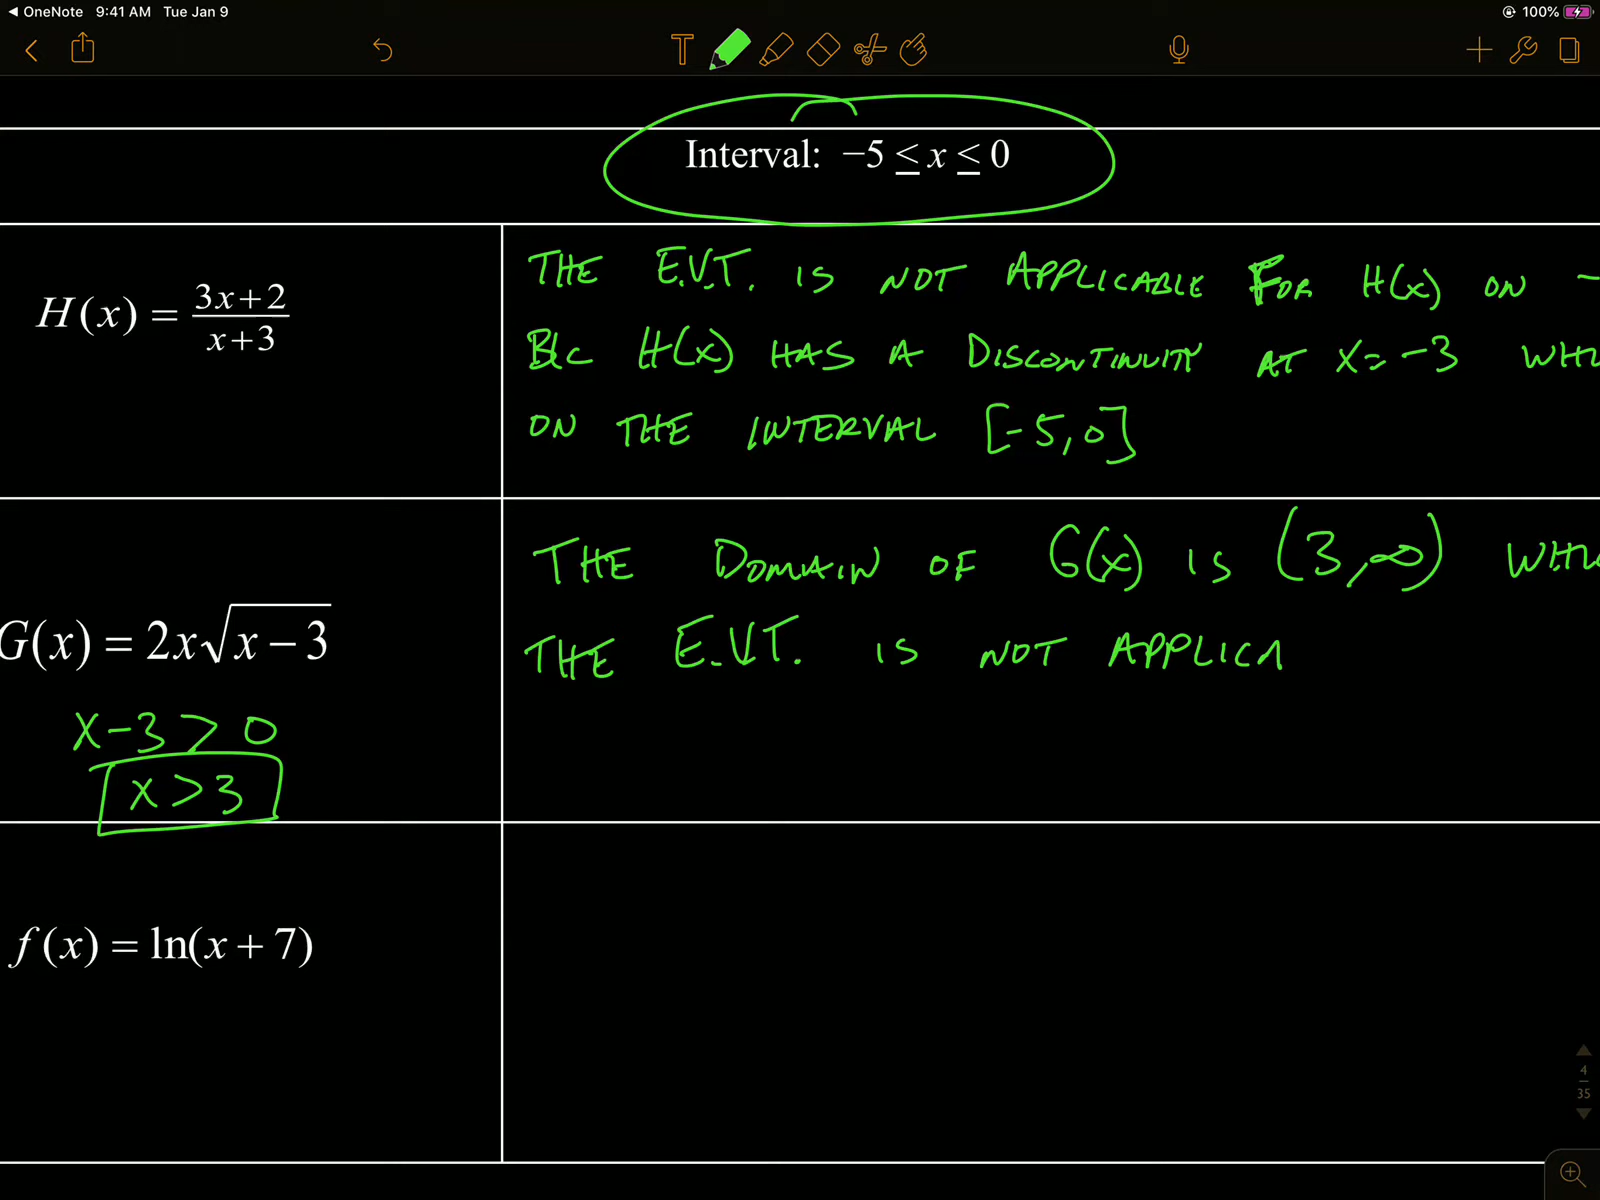 OneNote 9:41 AM Tue Jan 9 100%
T
Interval: −5 ≤ x ≤ 0
H(x) = (3x+2)/(x+3)
THE E.V.T. IS NOT APPLICABLE FOR H(x) ON
B/C H(x) HAS A DISCONTINUITY AT X = -3
ON THE INTERVAL [-5,0]
G(x) = 2x√(x−3)
X-3 > 0
X > 3
THE DOMAIN OF G(x) IS (3,∞)
THE E.V.T. IS NOT APPLICA
f(x) = ln(x+7)
4
35